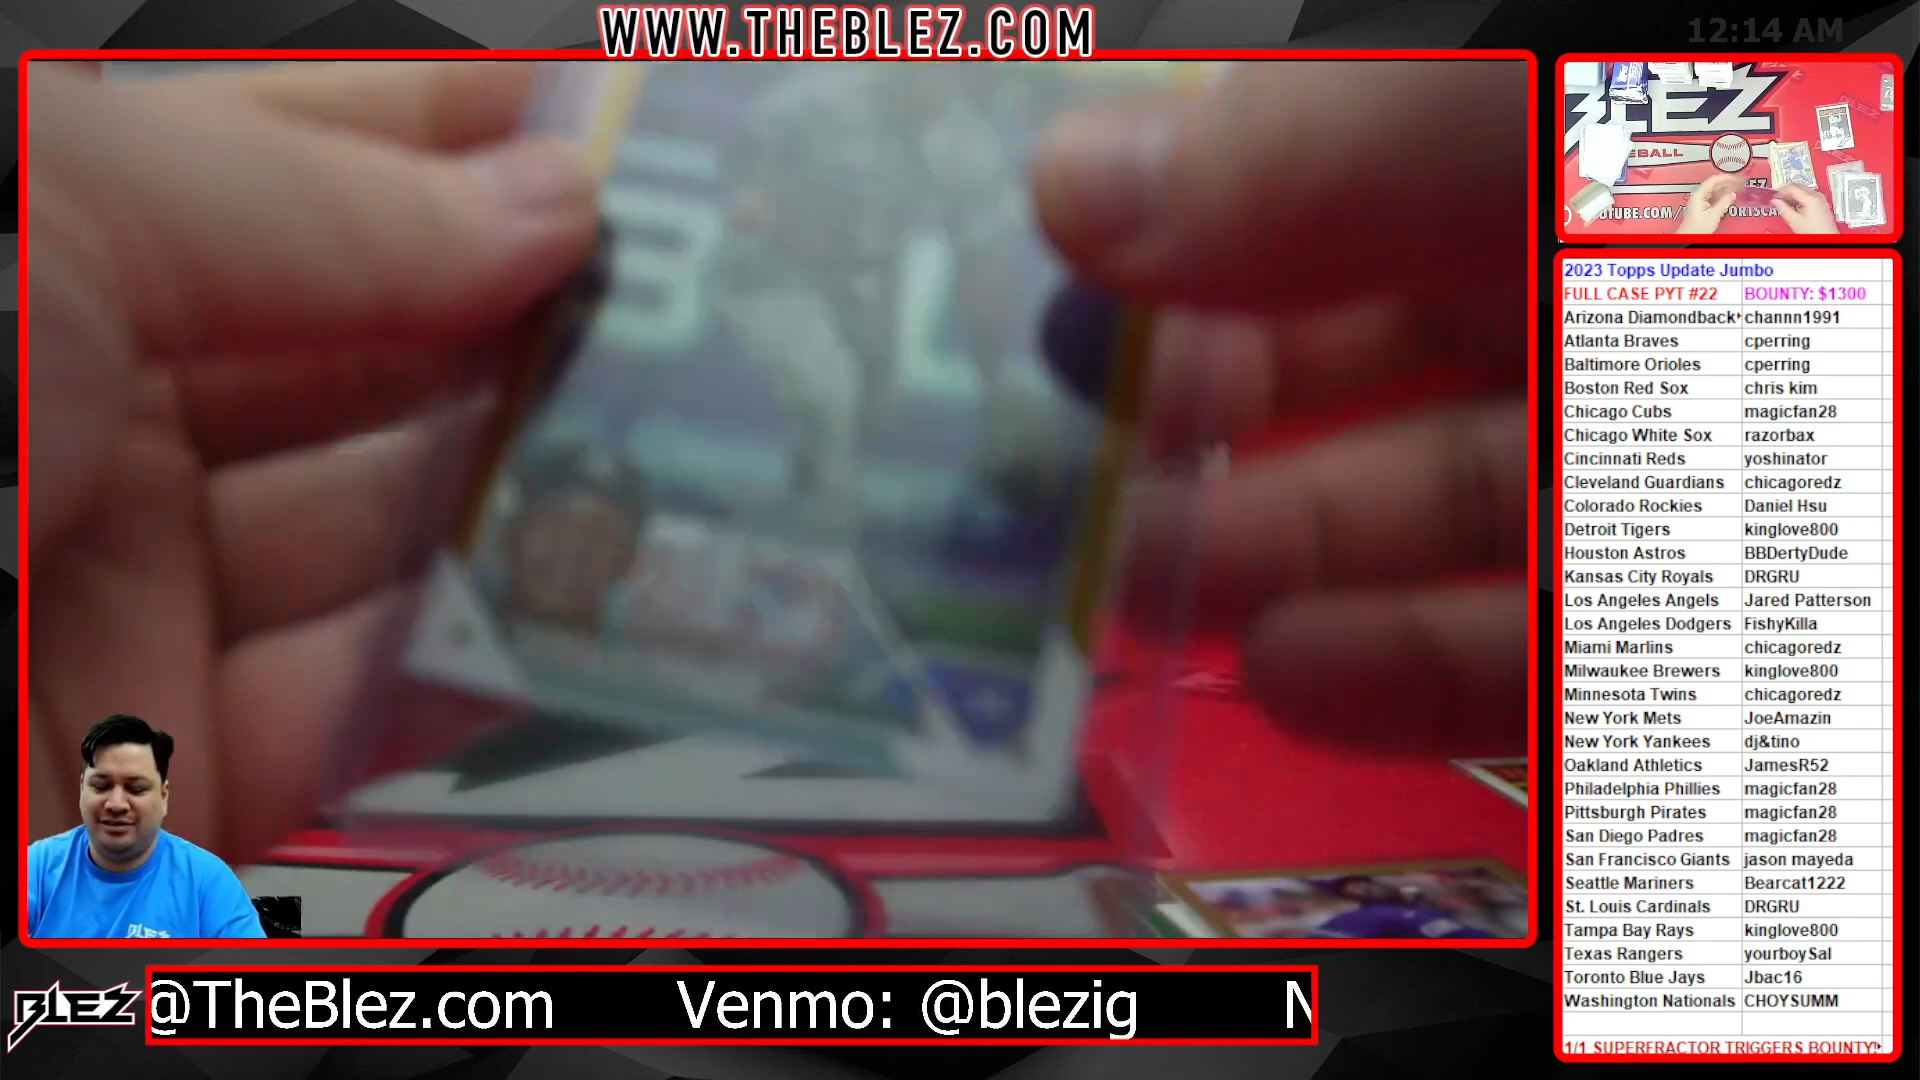 WWW.THEBLEZ.COM
12:14 AM
BLEZ
2023 Topps Update Jumbo
FULL CASE PYT #22 BOUNTY: $1300
Arizona Diamondback channn1991
Atlanta Braves cperring
Baltimore Orioles cperring
Boston Red Sox chris kim
Chicago Cubs magicfan28
Chicago White Sox razorbax
Cincinnati Reds yoshinator
Cleveland Guardians chicagoredz
Colorado Rockies Daniel Hsu
Detroit Tigers kinglove800
Houston Astros BBDertyDude
Kansas City Royals DRGRU
Los Angeles Angels Jared Patterson
Los Angeles Dodgers FishyKilla
Miami Marlins chicagoredz
Milwaukee Brewers kinglove800
Minnesota Twins chicagoredz
New York Mets JoeAmazin
New York Yankees dj&tino
Oakland Athletics JamesR52
Philadelphia Phillies magicfan28
Pittsburgh Pirates magicfan28
San Diego Padres magicfan28
San Francisco Giants jason mayeda
Seattle Mariners Bearcat1222
St. Louis Cardinals DRGRU
Tampa Bay Rays kinglove800
Texas Rangers yourboySal
Toronto Blue Jays Jbac16
Washington Nationals CHOYSUMM
1/1 SUPERFRACTOR TRIGGERS BOUNTY!
BLEZ
@TheBlez.com Venmo: @blezig